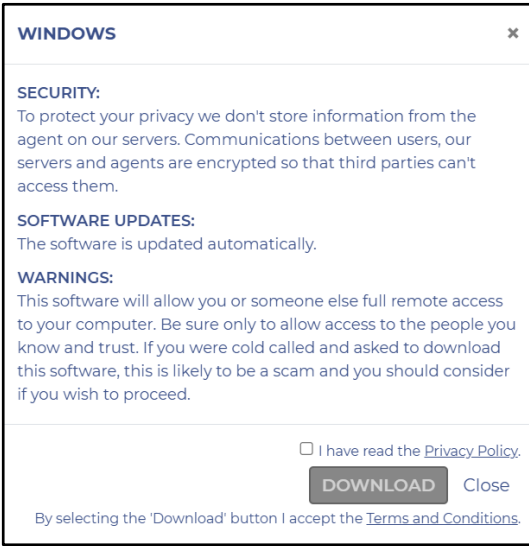 WINDOWS ×
SECURITY:
To protect your privacy we don't store information from the
agent on our servers. Communications between users, our
servers and agents are encrypted so that third parties can't
access them.
SOFTWARE UPDATES:
The software is updated automatically.
WARNINGS:
This software will allow you or someone else full remote access
to your computer. Be sure only to allow access to the people you
know and trust. If you were cold called and asked to download
this software, this is likely to be a scam and you should consider
if you wish to proceed.
I have read the Privacy Policy.
DOWNLOAD Close
By selecting the 'Download' button I accept the Terms and Conditions.